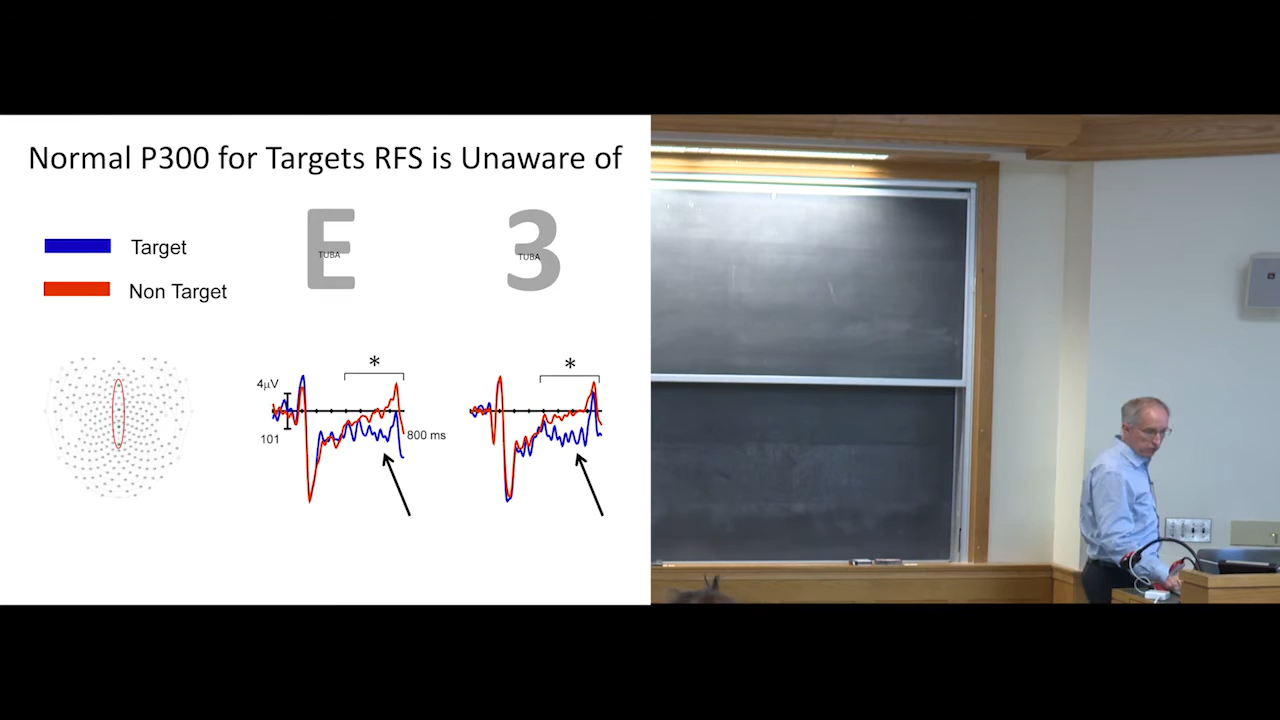 Normal P300 for Targets RFS is Unaware of
E
TUBA
3
TUBA
Target
Non Target
*
*
4μV
101
800 ms